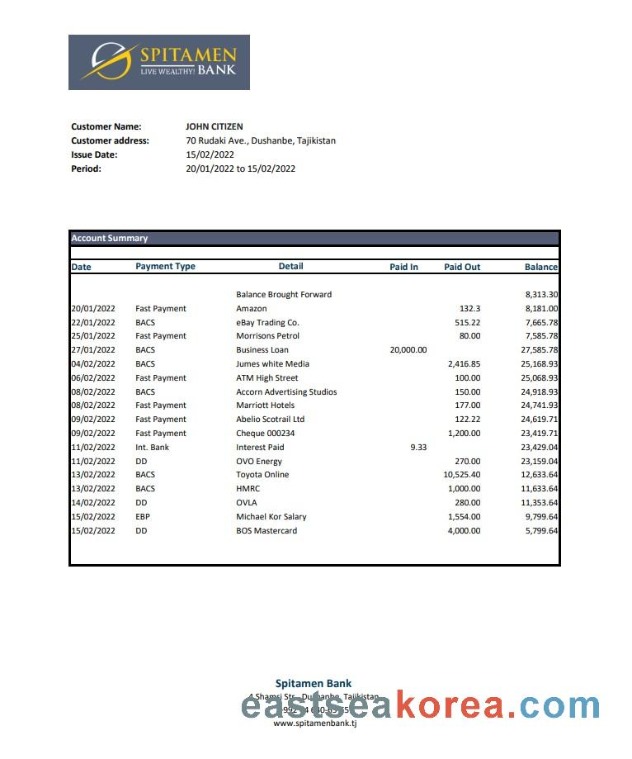 SPITAMEN
LIVE WEALTHY! BANK
Customer Name: JOHN CITIZEN
Customer address: 70 Rudaki Ave., Dushanbe, Tajikistan
Issue Date: 15/02/2022
Period: 20/01/2022 to 15/02/2022
Account Summary
Date Payment Type Detail Paid In Paid Out Balance
Balance Brought Forward 8,313.30
20/01/2022 Fast Payment Amazon 132.3 8,181.00
22/01/2022 BACS eBay Trading Co. 515.22 7,665.78
25/01/2022 Fast Payment Morrisons Petrol 80.00 7,585.78
27/01/2022 BACS Business Loan 20,000.00 27,585.78
04/02/2022 BACS Jumes white Media 2,416.85 25,168.93
06/02/2022 Fast Payment ATM High Street 100.00 25,068.93
08/02/2022 BACS Accorn Advertising Studios 150.00 24,918.93
08/02/2022 Fast Payment Marriott Hotels 177.00 24,741.93
09/02/2022 Fast Payment Abelio Scotrail Ltd 122.22 24,619.71
09/02/2022 Fast Payment Cheque 000234 1,200.00 23,419.71
11/02/2022 Int. Bank Interest Paid 9.33 23,429.04
11/02/2022 DD OVO Energy 270.00 23,159.04
13/02/2022 BACS Toyota Online 10,525.40 12,633.64
13/02/2022 BACS HMRC 1,000.00 11,633.64
14/02/2022 DD OVLA 280.00 11,353.64
15/02/2022 EBP Michael Kor Salary 1,554.00 9,799.64
15/02/2022 DD BOS Mastercard 4,000.00 5,799.64
Spitamen Bank
4 Shamsi Str., Dushanbe, Tajikistan
eastseakorea.com
www.spitamenbank.tj